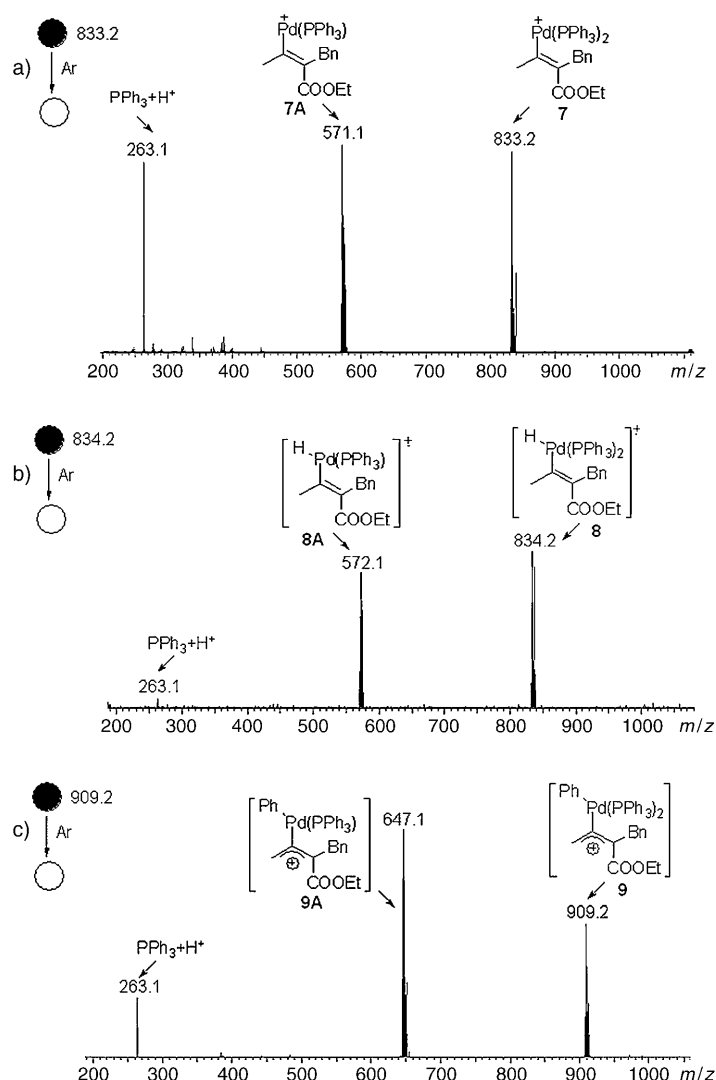 a)
833.2
Ar
PPh3+H+
263.1
+
Pd(PPh3)
Bn
COOEt
7A
571.1
+
Pd(PPh3)2
Bn
COOEt
7
833.2
200 300 400 500 600 700 800 900 1000 m/z
b)
834.2
Ar
PPh3+H+
263.1
H
Pd(PPh3)
Bn
COOEt
8A
572.1
H
Pd(PPh3)2
Bn
COOEt
8
834.2
200 300 400 500 600 700 800 900 1000 m/z
c)
909.2
Ar
PPh3+H+
263.1
Ph
Pd(PPh3)
Bn
+
COOEt
9A
647.1
Ph
Pd(PPh3)2
Bn
+
COOEt
9
909.2
200 300 400 500 600 700 800 900 1000 m/z